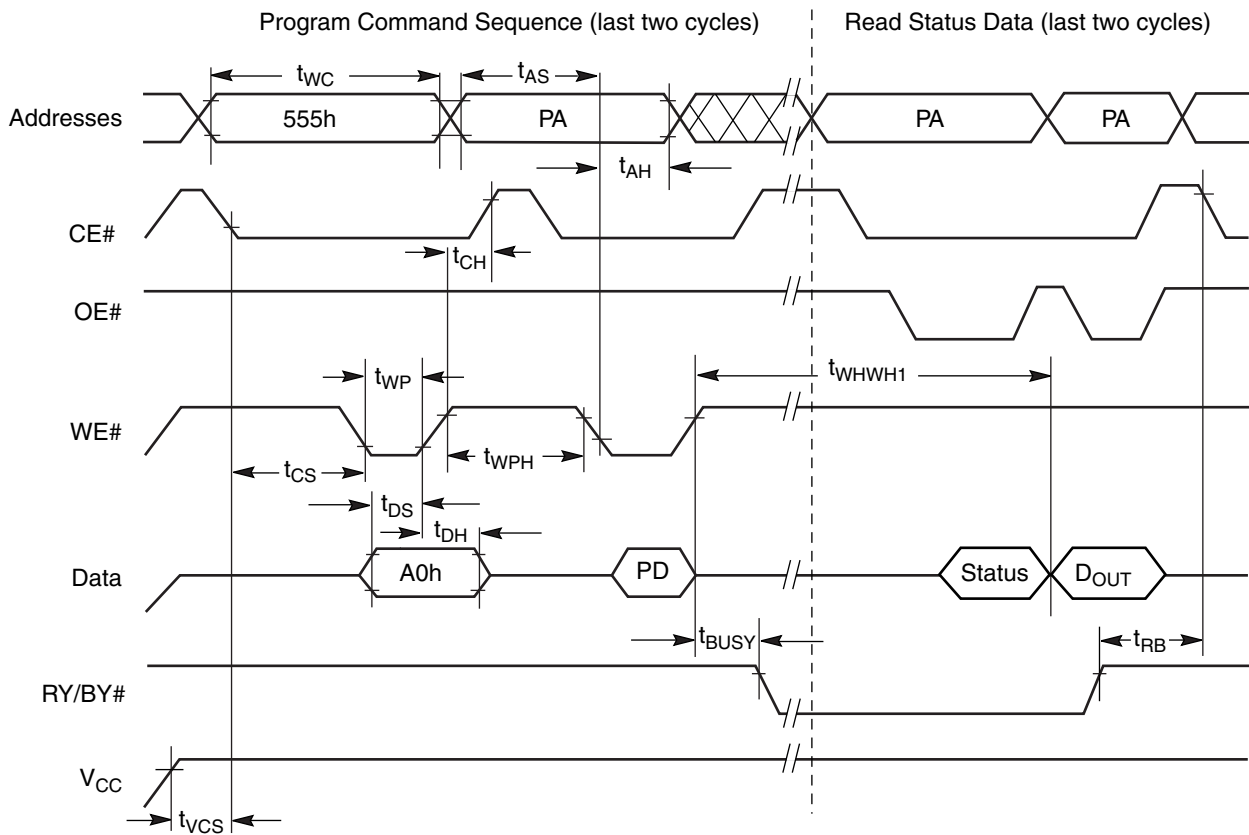 Program Command Sequence (last two cycles) Read Status Data (last two cycles)
tWC tAS
Addresses 555h PA PA PA
tAH
CE#
tCH
OE#
tWP tWHWH1
WE#
tCS tWPH
tDS
tDH
Data A0h PD Status DOUT
tBUSY tRB
RY/BY#
VCC
tVCS